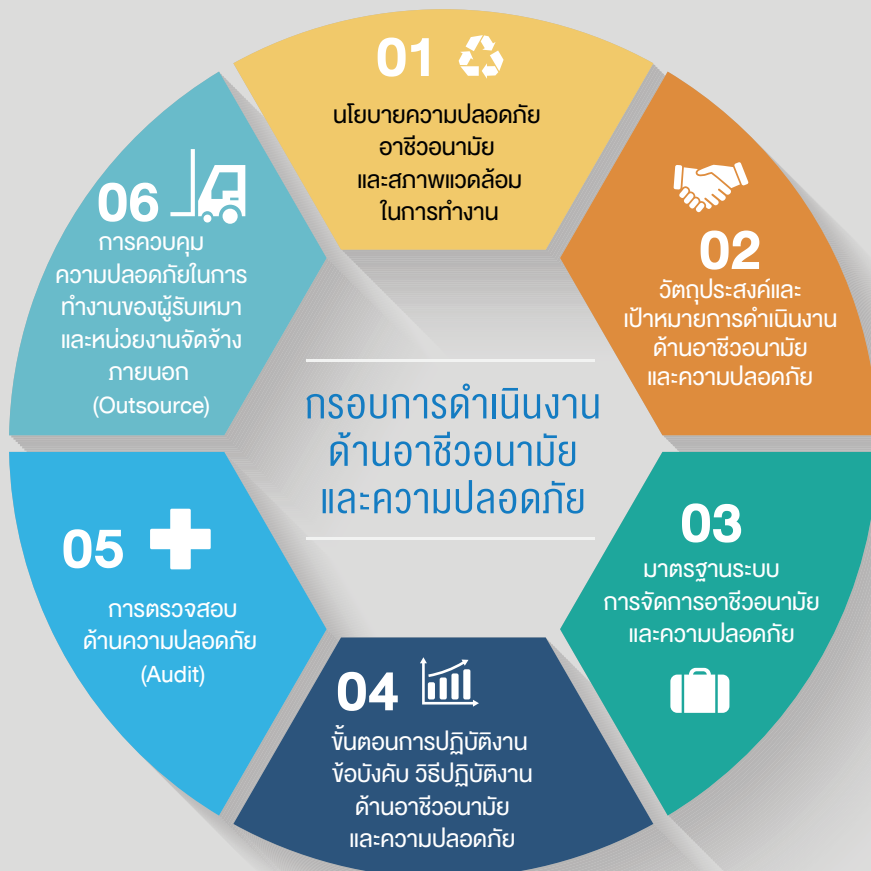 01
นโยบายความปลอดภัย
อาชีวอนามัย
และสภาพแวดล้อม
ในการทำงาน
02
วัตถุประสงค์และ
เป้าหมายการดำเนินงาน
ด้านอาชีวอนามัย
และความปลอดภัย
03
มาตรฐานระบบ
การจัดการอาชีวอนามัย
และความปลอดภัย
04
ขั้นตอนการปฏิบัติงาน
ข้อบังคับ วิธีปฏิบัติงาน
ด้านอาชีวอนามัย
และความปลอดภัย
05
การตรวจสอบ
ด้านความปลอดภัย
(Audit)
06
การควบคุม
ความปลอดภัยในการ
ทำงานของผู้รับเหมา
และหน่วยงานจัดจ้าง
ภายนอก
(Outsource)
กรอบการดำเนินงาน
ด้านอาชีวอนามัย
และความปลอดภัย